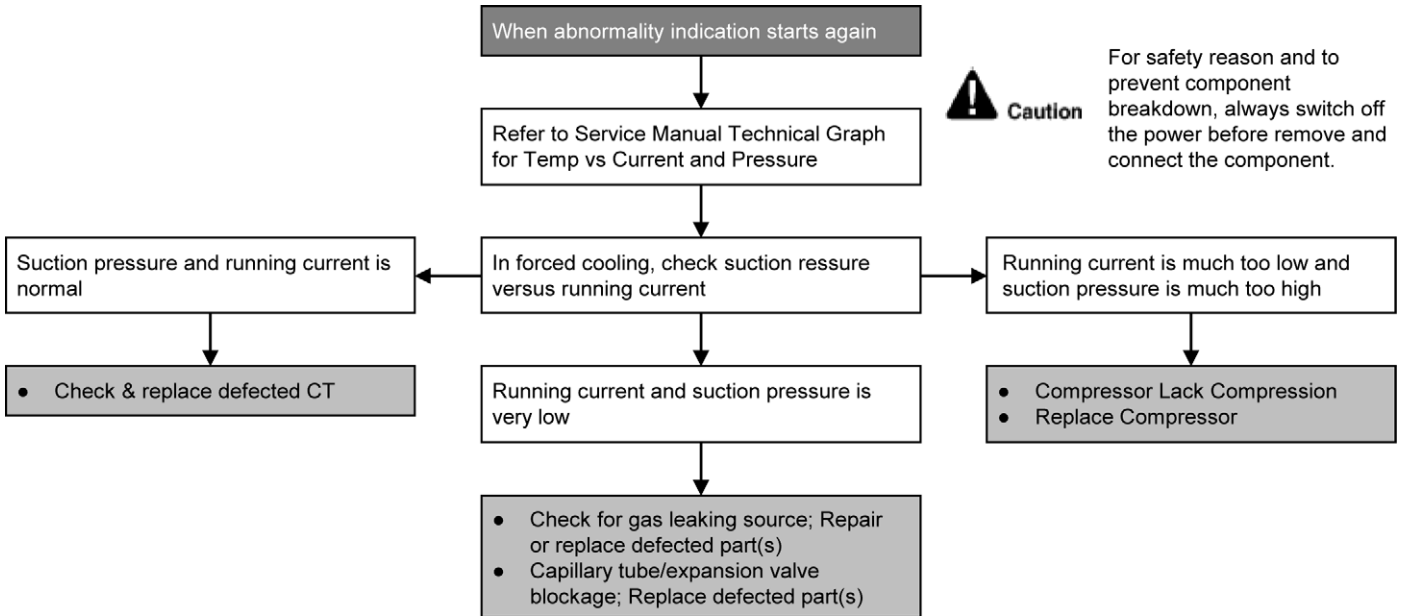 When abnormality indication starts again
For safety reason and to
prevent component
breakdown, always switch off
the power before remove and
connect the component.
Caution
Refer to Service Manual Technical Graph
for Temp vs Current and Pressure
Suction pressure and running current is
normal
In forced cooling, check suction ressure
versus running current
Running current is much too low and
suction pressure is much too high
● Check & replace defected CT
Running current and suction pressure is
very low
● Compressor Lack Compression
● Replace Compressor
● Check for gas leaking source; Repair
or replace defected part(s)
● Capillary tube/expansion valve
blockage; Replace defected part(s)